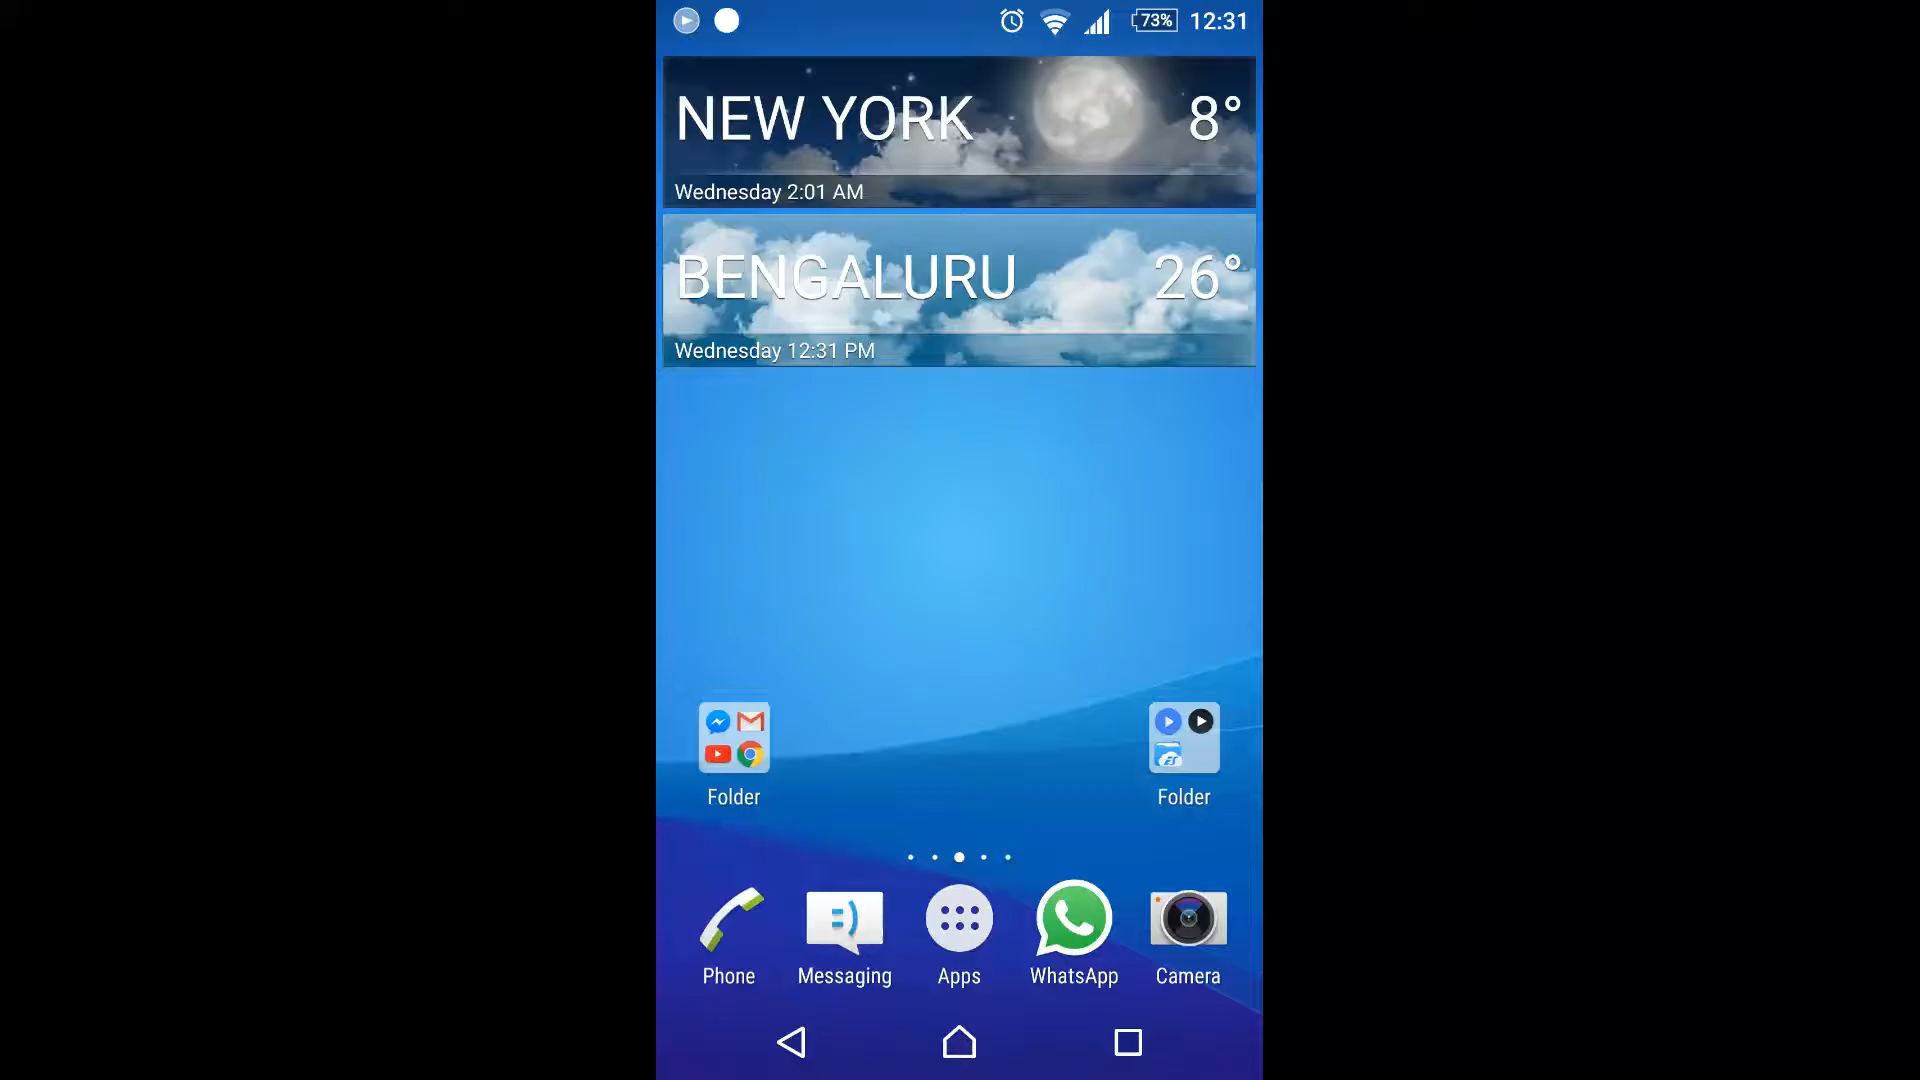 73% 12:31
NEW YORK 8°
Wednesday 2:01 AM
BENGALURU 26°
Wednesday 12:31 PM
Folder Folder
Phone Messaging Apps WhatsApp Camera